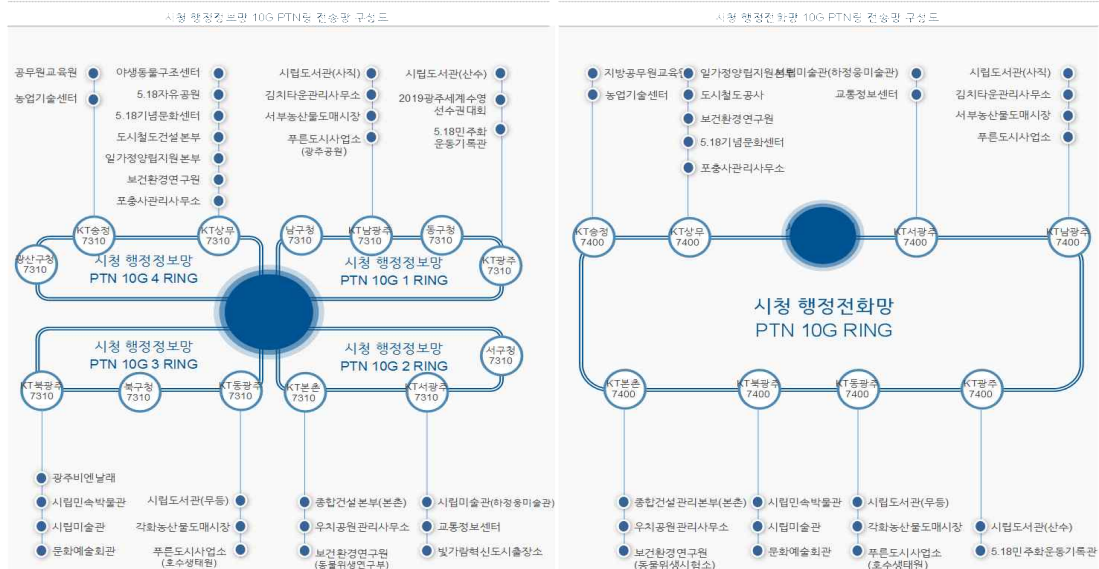 시청 행정정보망 10G PTN링 전송망 구성도
공무원교육원
농업기술센터
야생동물구조센터
5.18자유공원
5.18기념문화센터
도시철도건설본부
일가정양립지원본부
보건환경연구원
포충사관리사무소
시립도서관(사직)
김치타운관리사무소
서부농산물도매시장
푸른도시사업소
(광주공원)
시립도서관(산수)
2019광주세계수영
선수권대회
5.18민주화
운동기록관
KT송정
7310
KT상무
7310
광산구청
7310
시청 행정정보망
PTN 10G 4 RING
남구청
7310
KT남광주
7310
동구청
7310
KT광주
7310
시청 행정정보망
PTN 10G 1 RING
시청 행정정보망
PTN 10G 3 RING
KT북광주
7310
북구청
7310
KT동광주
7310
시청 행정정보망
PTN 10G 2 RING
서구청
7310
KT본촌
7310
KT서광주
7310
광주비엔날래
시립민속박물관
시립미술관
문화예술회관
시립도서관(무등)
각화농산물도매시장
푸른도시사업소
(호수생태원)
종합건설본부(본촌)
우치공원관리사무소
보건환경연구원
(동물위생연구부)
시립미술관(하정웅미술관)
교통정보센터
빛가람혁신도시출장소
시청 행정전화망 10G PTN링 전송망 구성도
지방공무원교육원
농업기술센터
일가정양립지원본부
도시철도공사
보건환경연구원
5.18기념문화센터
포충사관리사무소
시립미술관(하정웅미술관)
교통정보센터
시립도서관(사직)
김치타운관리사무소
서부농산물도매시장
푸른도시사업소
KT송정
7400
KT상무
7400
KT서광주
7400
KT남광주
7400
시청 행정전화망
PTN 10G RING
KT본촌
7400
KT북광주
7400
KT동광주
7400
KT광주
7400
종합건설관리본부(본촌)
우치공원관리사무소
보건환경연구원
(동물위생시험소)
시립민속박물관
시립미술관
문화예술회관
시립도서관(무등)
각화농산물도매시장
푸른도시사업소
(호수생태원)
시립도서관(산수)
5.18민주화운동기록관